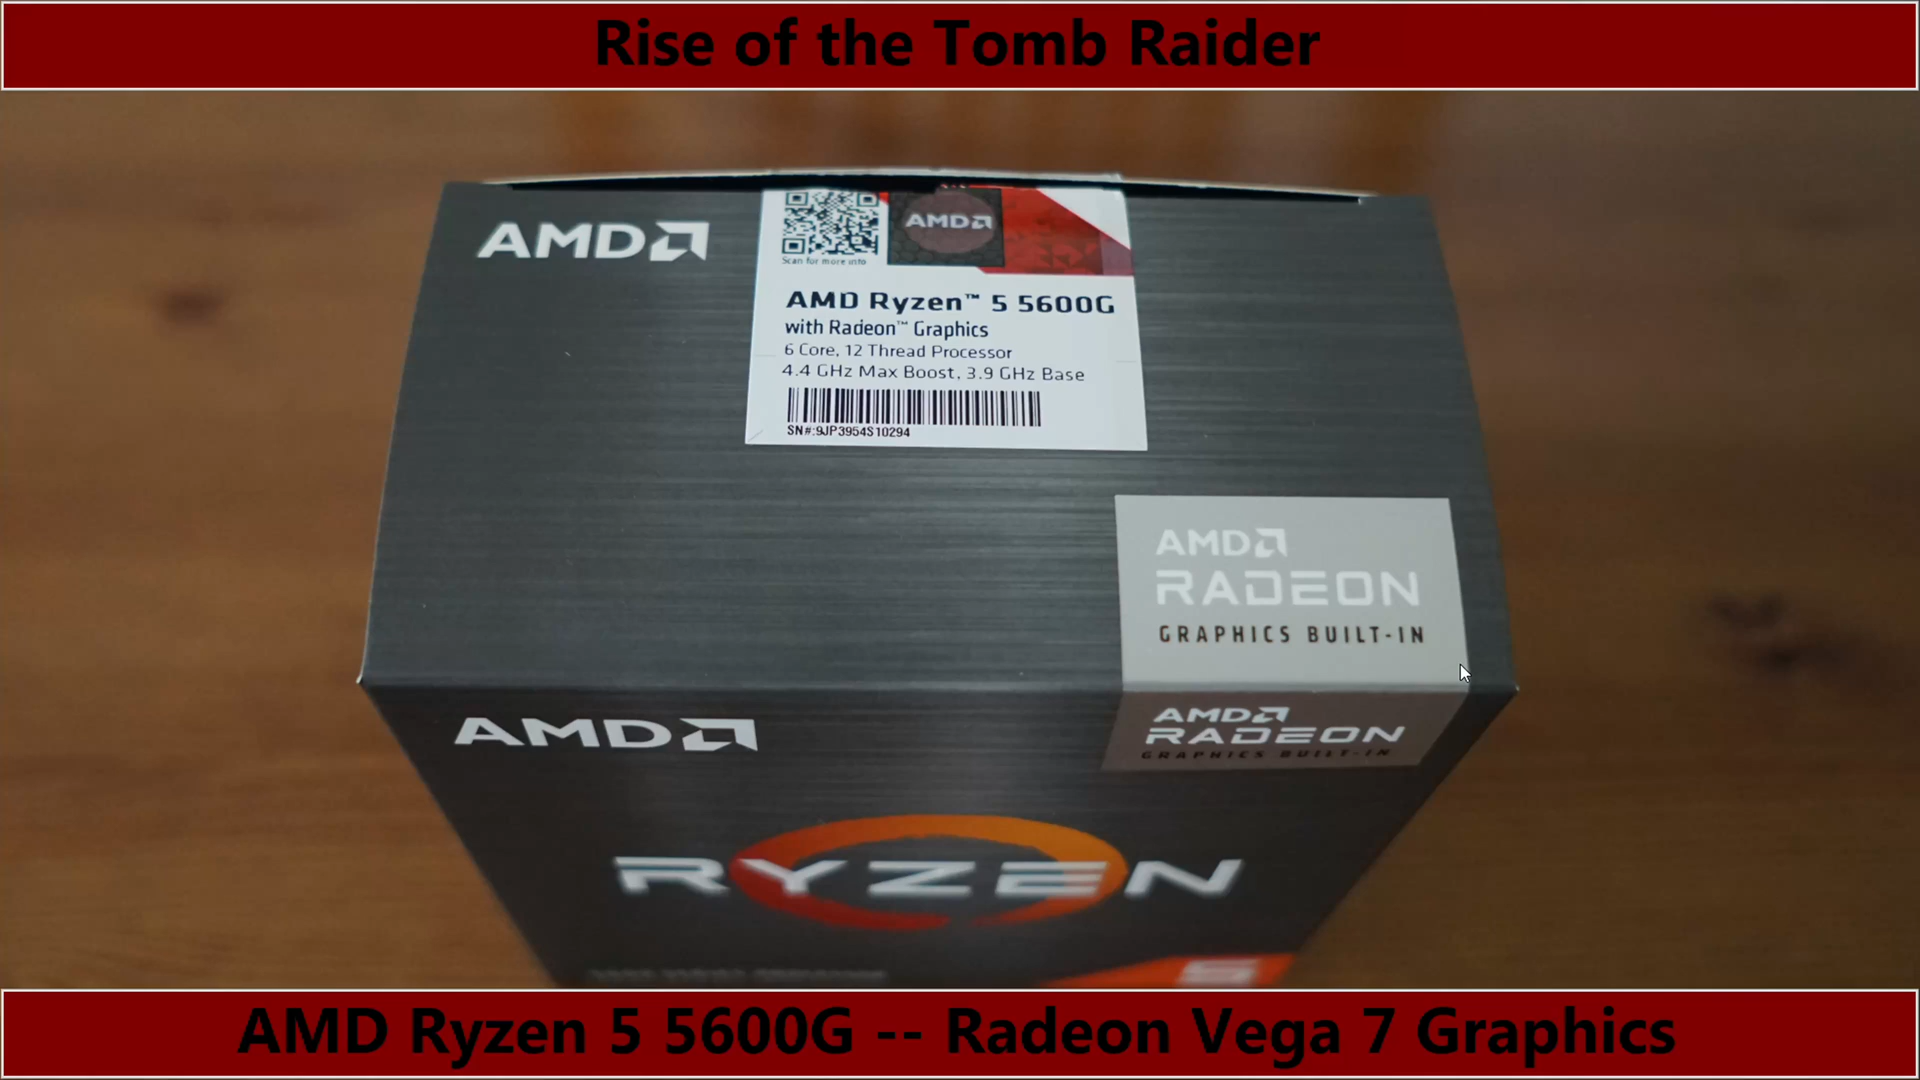 Rise of the Tomb Raider
AMD
AMD
Scan for more info
AMD Ryzen™ 5 5600G
with Radeon™ Graphics
6 Core, 12 Thread Processor
4.4 GHz Max Boost, 3.9 GHz Base
SN#:9JP3954S10294
AMD
RADEON
GRAPHICS BUILT-IN
AMD
AMD
RADEON
GRAPHICS BUILT-IN
RYZEN
5
AMD Ryzen 5 5600G -- Radeon Vega 7 Graphics